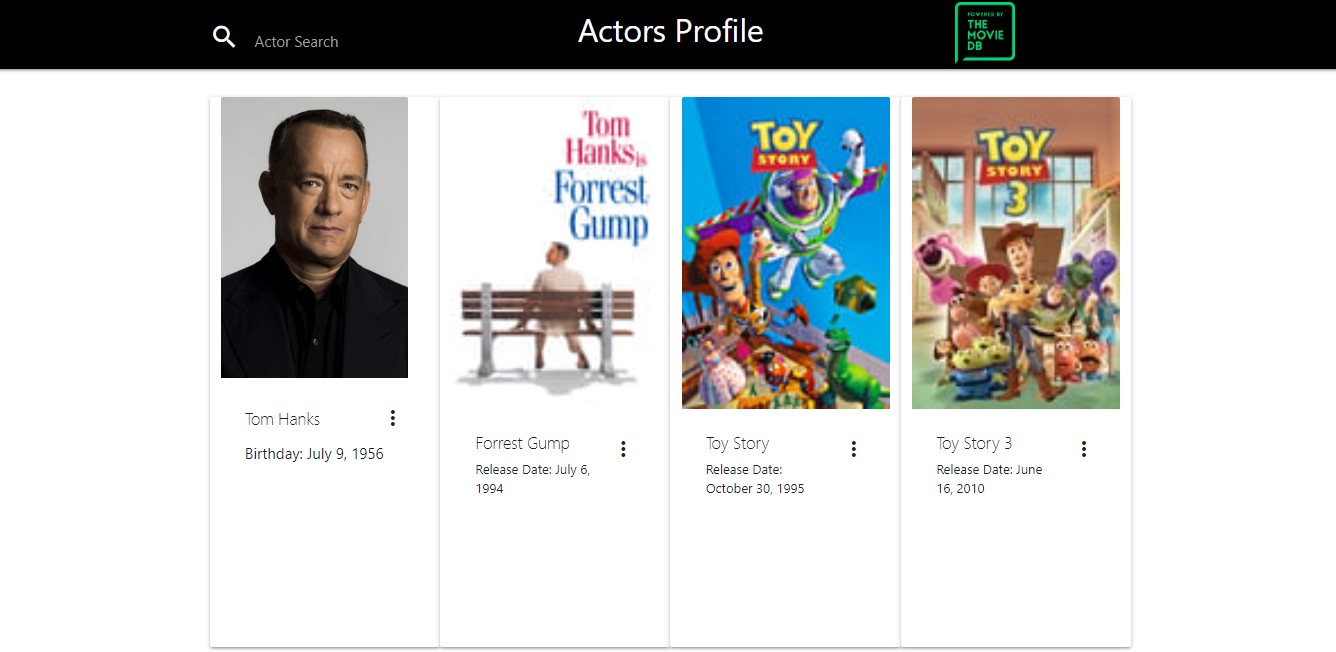 Actor Search
Actors Profile
POWERED BY
THE
MOVIE
DB
Tom
Hanks is
Forrest
Gump
TOY
STORY
TOY
STORY
3
Tom Hanks
Birthday: July 9, 1956
Forrest Gump
Release Date: July 6,
1994
Toy Story
Release Date:
October 30, 1995
Toy Story 3
Release Date: June
16, 2010